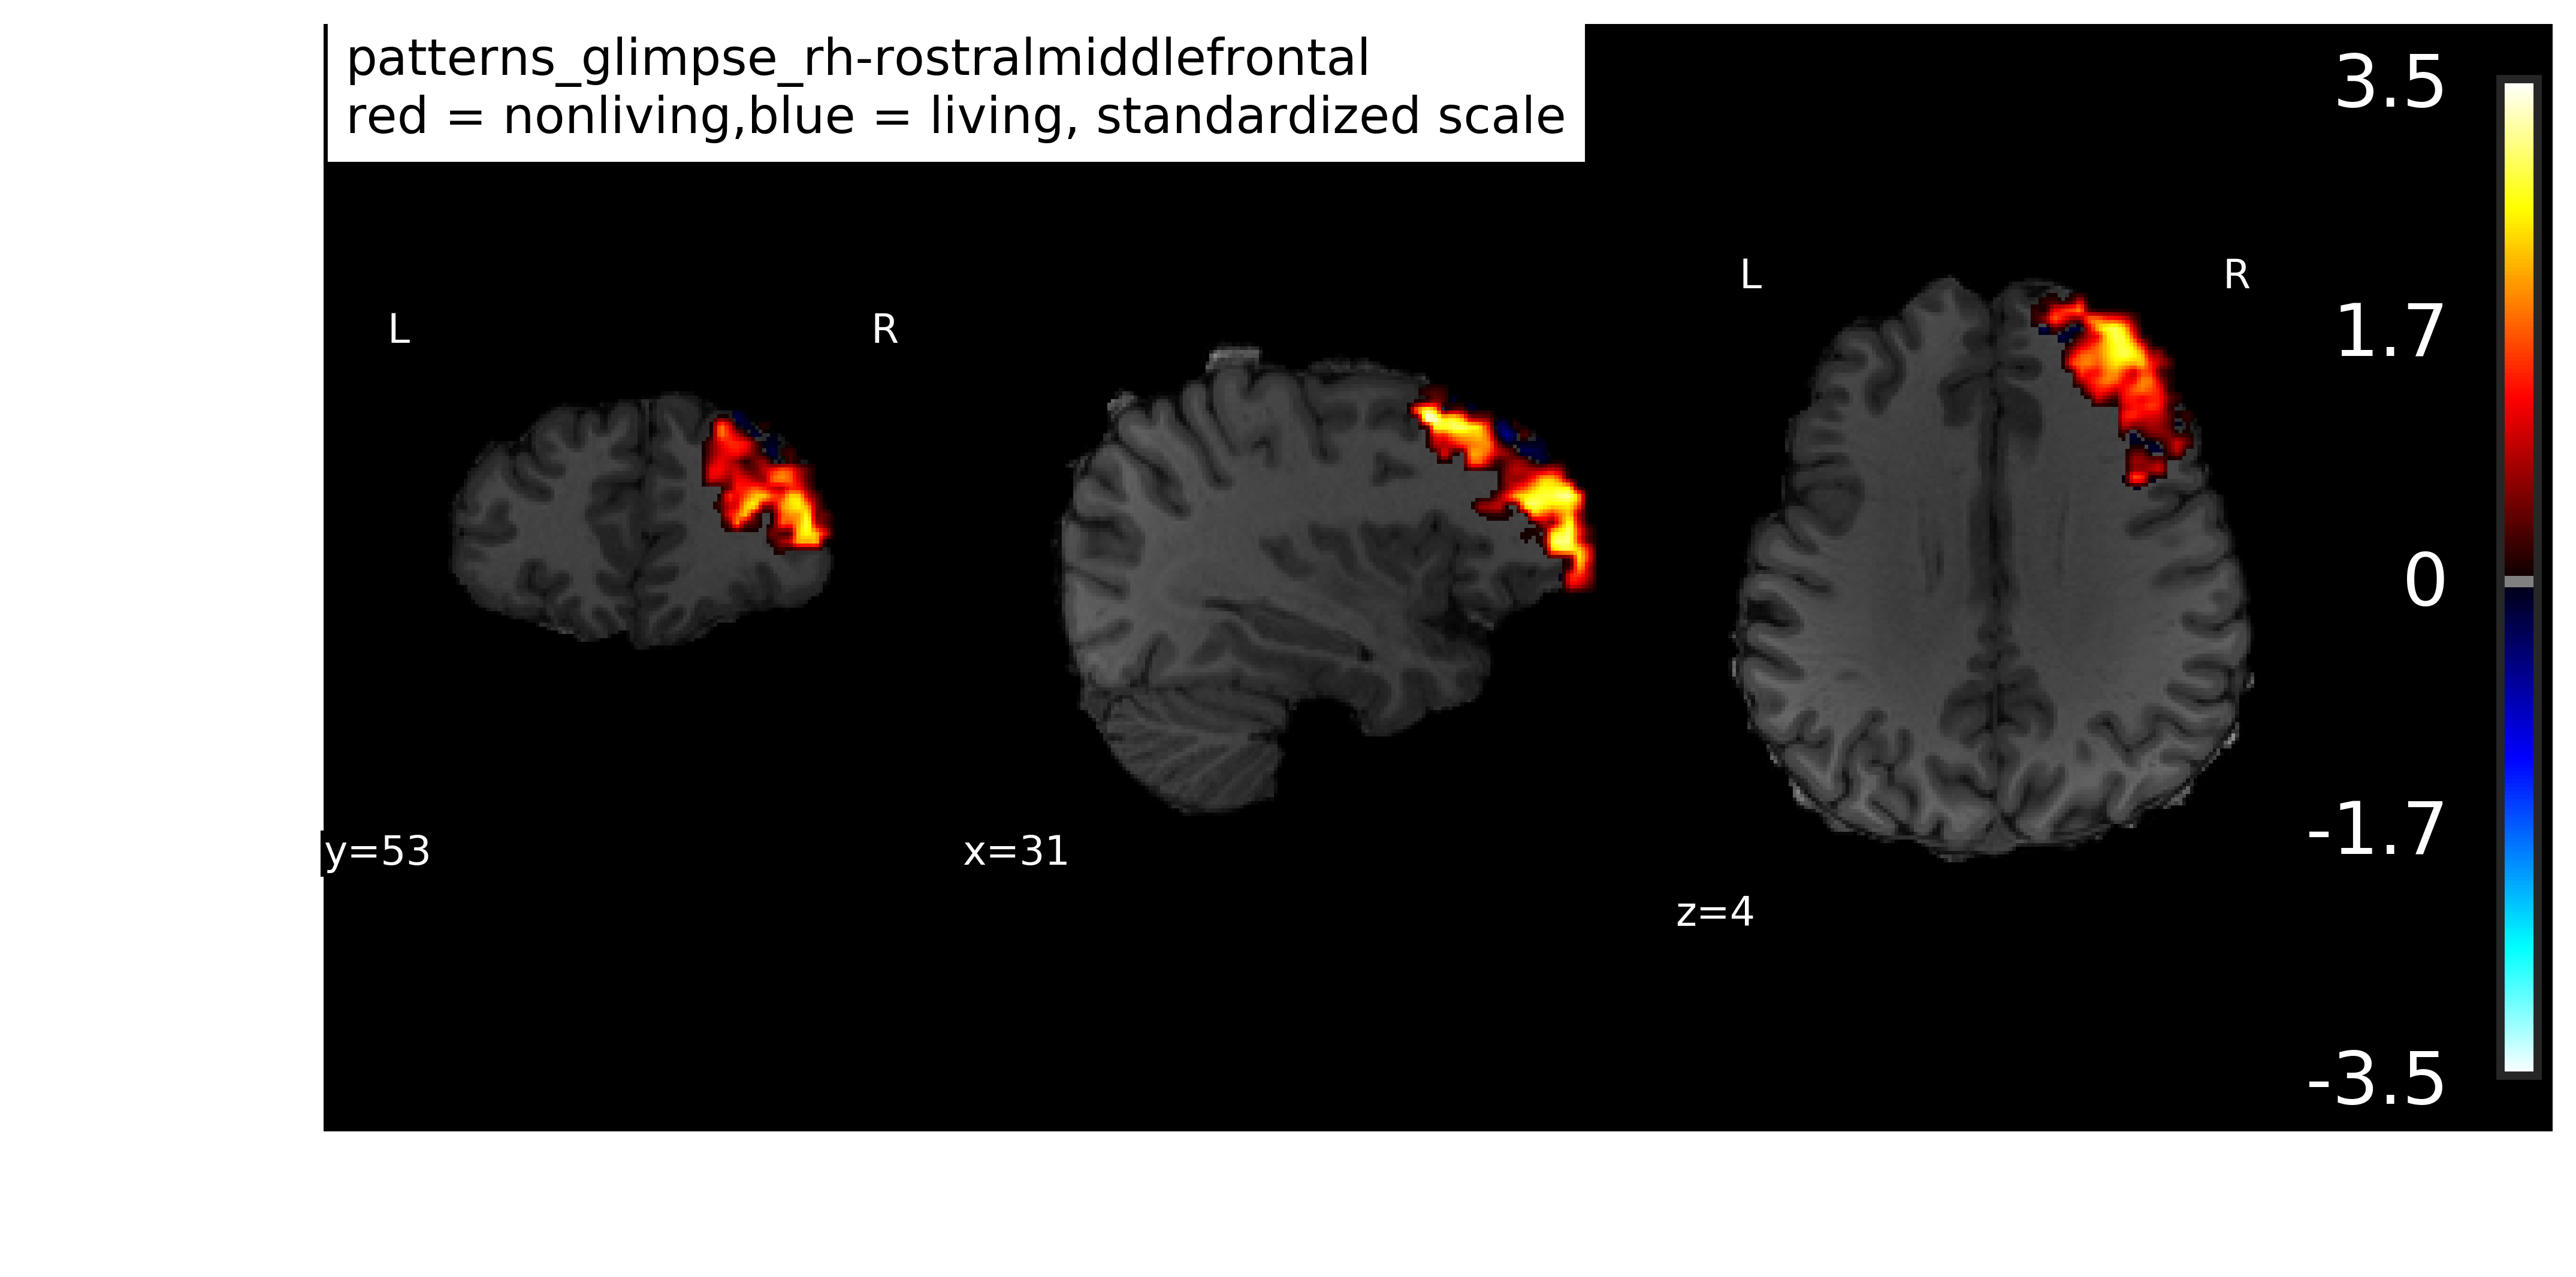 patterns_glimpse_rh-rostralmiddlefrontal
red = nonliving,blue = living, standardized scale
L
R
L
R
y=53
x=31
z=4
3.5
1.7
0
-1.7
-3.5